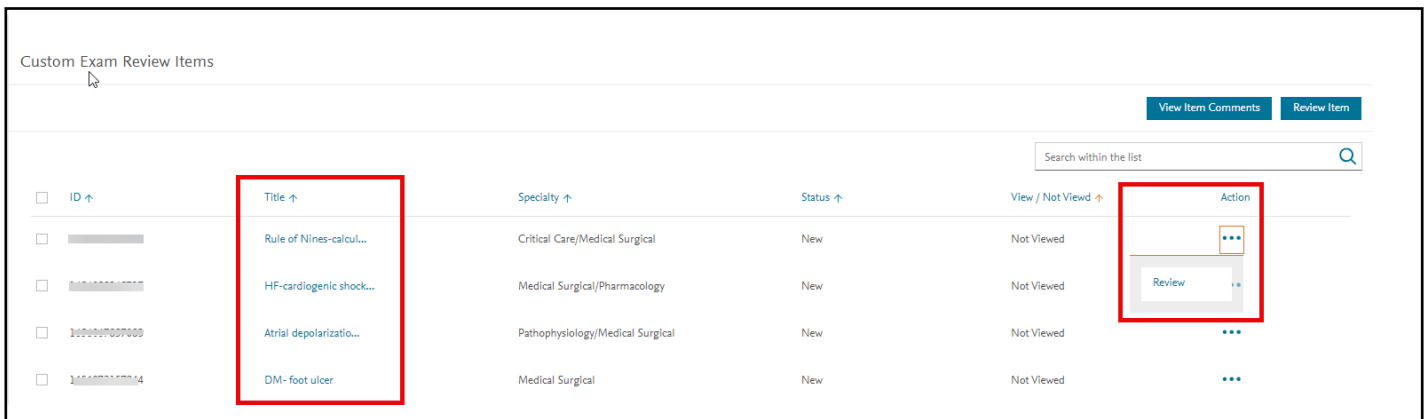 Custom Exam Review Items
View Item Comments Review Item
Search within the list
ID Title Specialty Status View / Not Viewd Action
Rule of Nines-calcul... Critical Care/Medical Surgical New Not Viewed
HF-cardiogenic shock... Medical Surgical/Pharmacology New Not Viewed Review
Atrial depolarizatio... Pathophysiology/Medical Surgical New Not Viewed
DM- foot ulcer Medical Surgical New Not Viewed